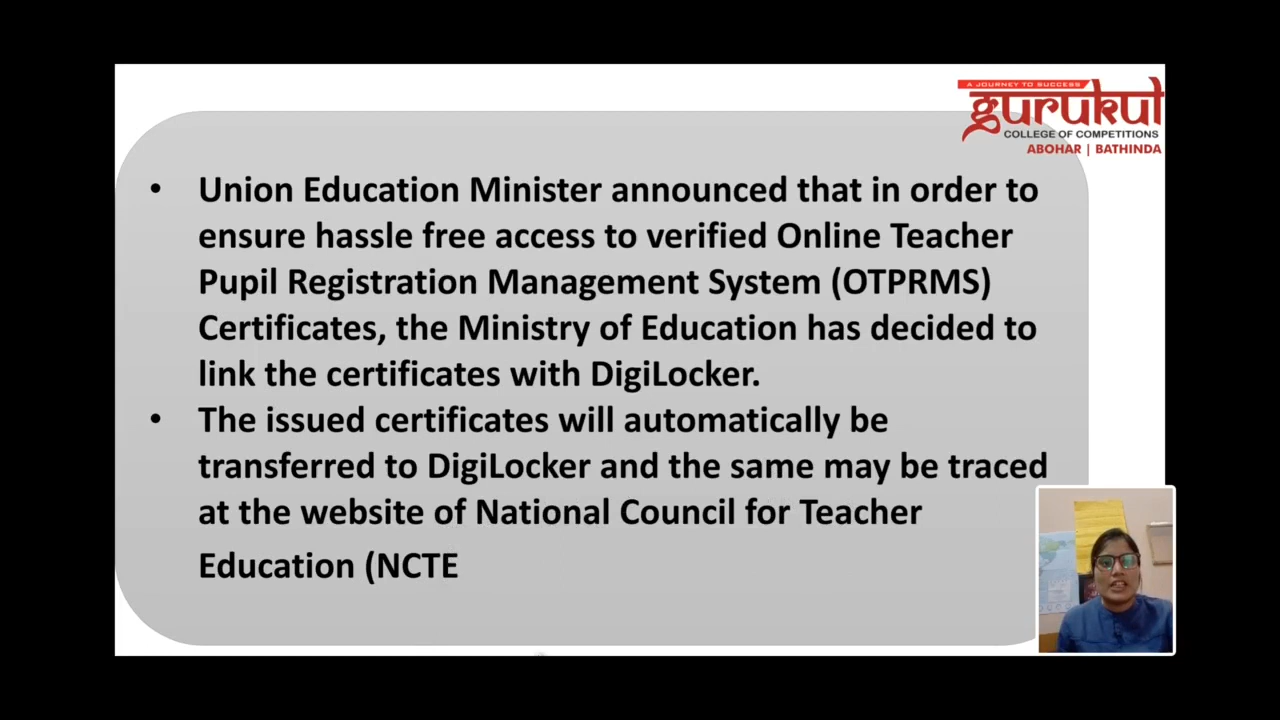 A JOURNEY TO SUCCESS
gurukul
COLLEGE OF COMPETITIONS
ABOHAR | BATHINDA
• Union Education Minister announced that in order to
ensure hassle free access to verified Online Teacher
Pupil Registration Management System (OTPRMS)
Certificates, the Ministry of Education has decided to
link the certificates with DigiLocker.
• The issued certificates will automatically be
transferred to DigiLocker and the same may be traced
at the website of National Council for Teacher
Education (NCTE